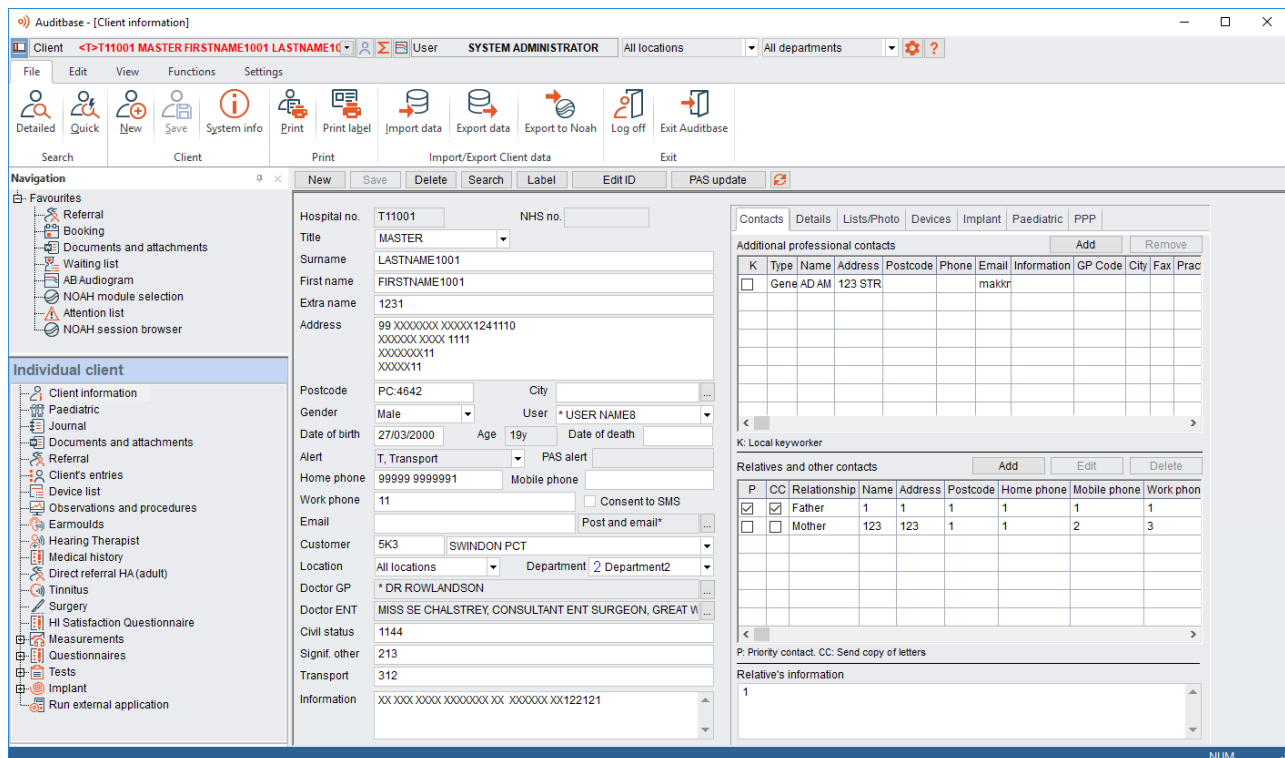 Auditbase - [Client information]
Client <T>T11001 MASTER FIRSTNAME1001 LASTNAME10 User SYSTEM ADMINISTRATOR All locations All departments
File Edit View Functions Settings
Detailed Quick New Save System info Print Print label Import data Export data Export to Noah Log off Exit Auditbase
Search Client Print Import/Export Client data Exit
Navigation
Favourites
Referral
Booking
Documents and attachments
Waiting list
AB Audiogram
NOAH module selection
Attention list
NOAH session browser
Individual client
Client information
Paediatric
Journal
Documents and attachments
Referral
Client's entries
Device list
Observations and procedures
Earmoulds
Hearing Therapist
Medical history
Direct referral HA (adult)
Tinnitus
Surgery
HI Satisfaction Questionnaire
Measurements
Questionnaires
Tests
Implant
Run external application
New Save Delete Search Label Edit ID PAS update
Hospital no. T11001 NHS no.
Title MASTER
Surname LASTNAME1001
First name FIRSTNAME1001
Extra name 1231
Address 99 XXXXXXX XXXXX1241110
XXXXXX XXXX 1111
XXXXXXX11
XXXXX11
Postcode PC:4642 City ...
Gender Male User * USER NAME8
Date of birth 27/03/2000 Age 19y Date of death
Alert T, Transport PAS alert
Home phone 99999 9999991 Mobile phone
Work phone 11 Consent to SMS
Email Post and email* ...
Customer 5K3 SWINDON PCT
Location All locations Department 2 Department2
Doctor GP * DR ROWLANDSON ...
Doctor ENT MISS SE CHALSTREY, CONSULTANT ENT SURGEON, GREAT W ...
Civil status 1144
Signif. other 213
Transport 312
Information XX XXX XXXX XXXXXXX XX XXXXXX XX122121
Contacts Details Lists/Photo Devices Implant Paediatric PPP
Additional professional contacts Add Remove
K Type Name Address Postcode Phone Email Information GP Code City Fax Pract
Gene AD AM 123 STR makkr
K: Local keyworker
Relatives and other contacts Add Edit Delete
P CC Relationship Name Address Postcode Home phone Mobile phone Work phon
Father 1 1 1 1 1 1
Mother 123 123 1 1 2 3
P: Priority contact. CC: Send copy of letters
Relative's information
1
NUM